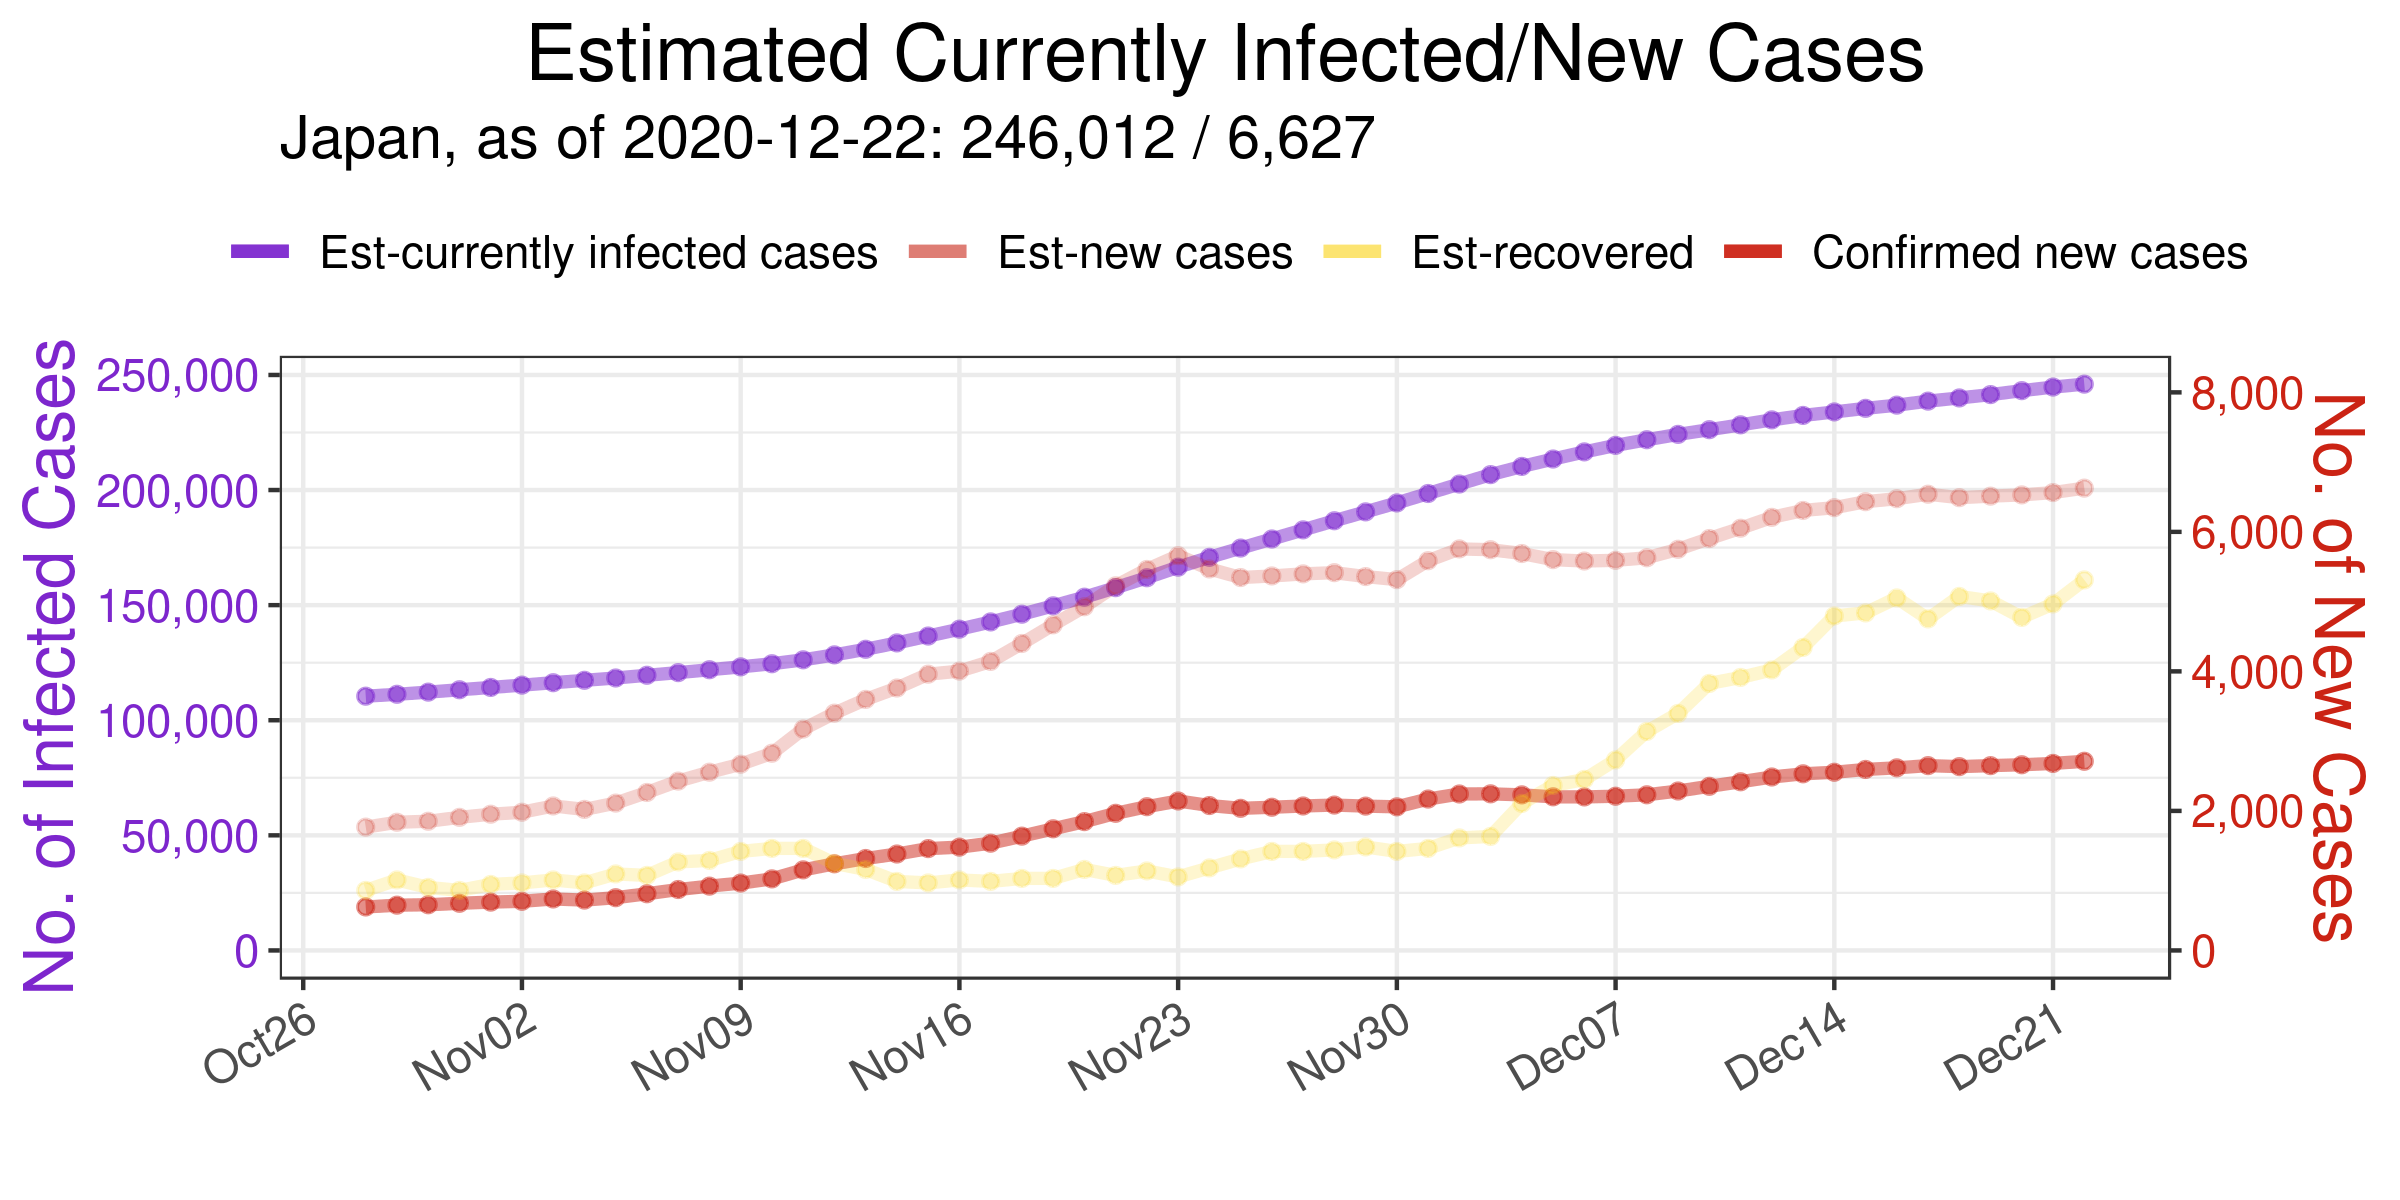 Estimated Currently Infected/New Cases
Japan, as of 2020-12-22: 246,012 / 6,627
Est-currently infected cases Est-new cases Est-recovered Confirmed new cases
No. of Infected Cases
250,000
200,000
150,000
100,000
50,000
0
8,000
6,000
4,000
2,000
0
No. of New Cases
Oct26 Nov02 Nov09 Nov16 Nov23 Nov30 Dec07 Dec14 Dec21